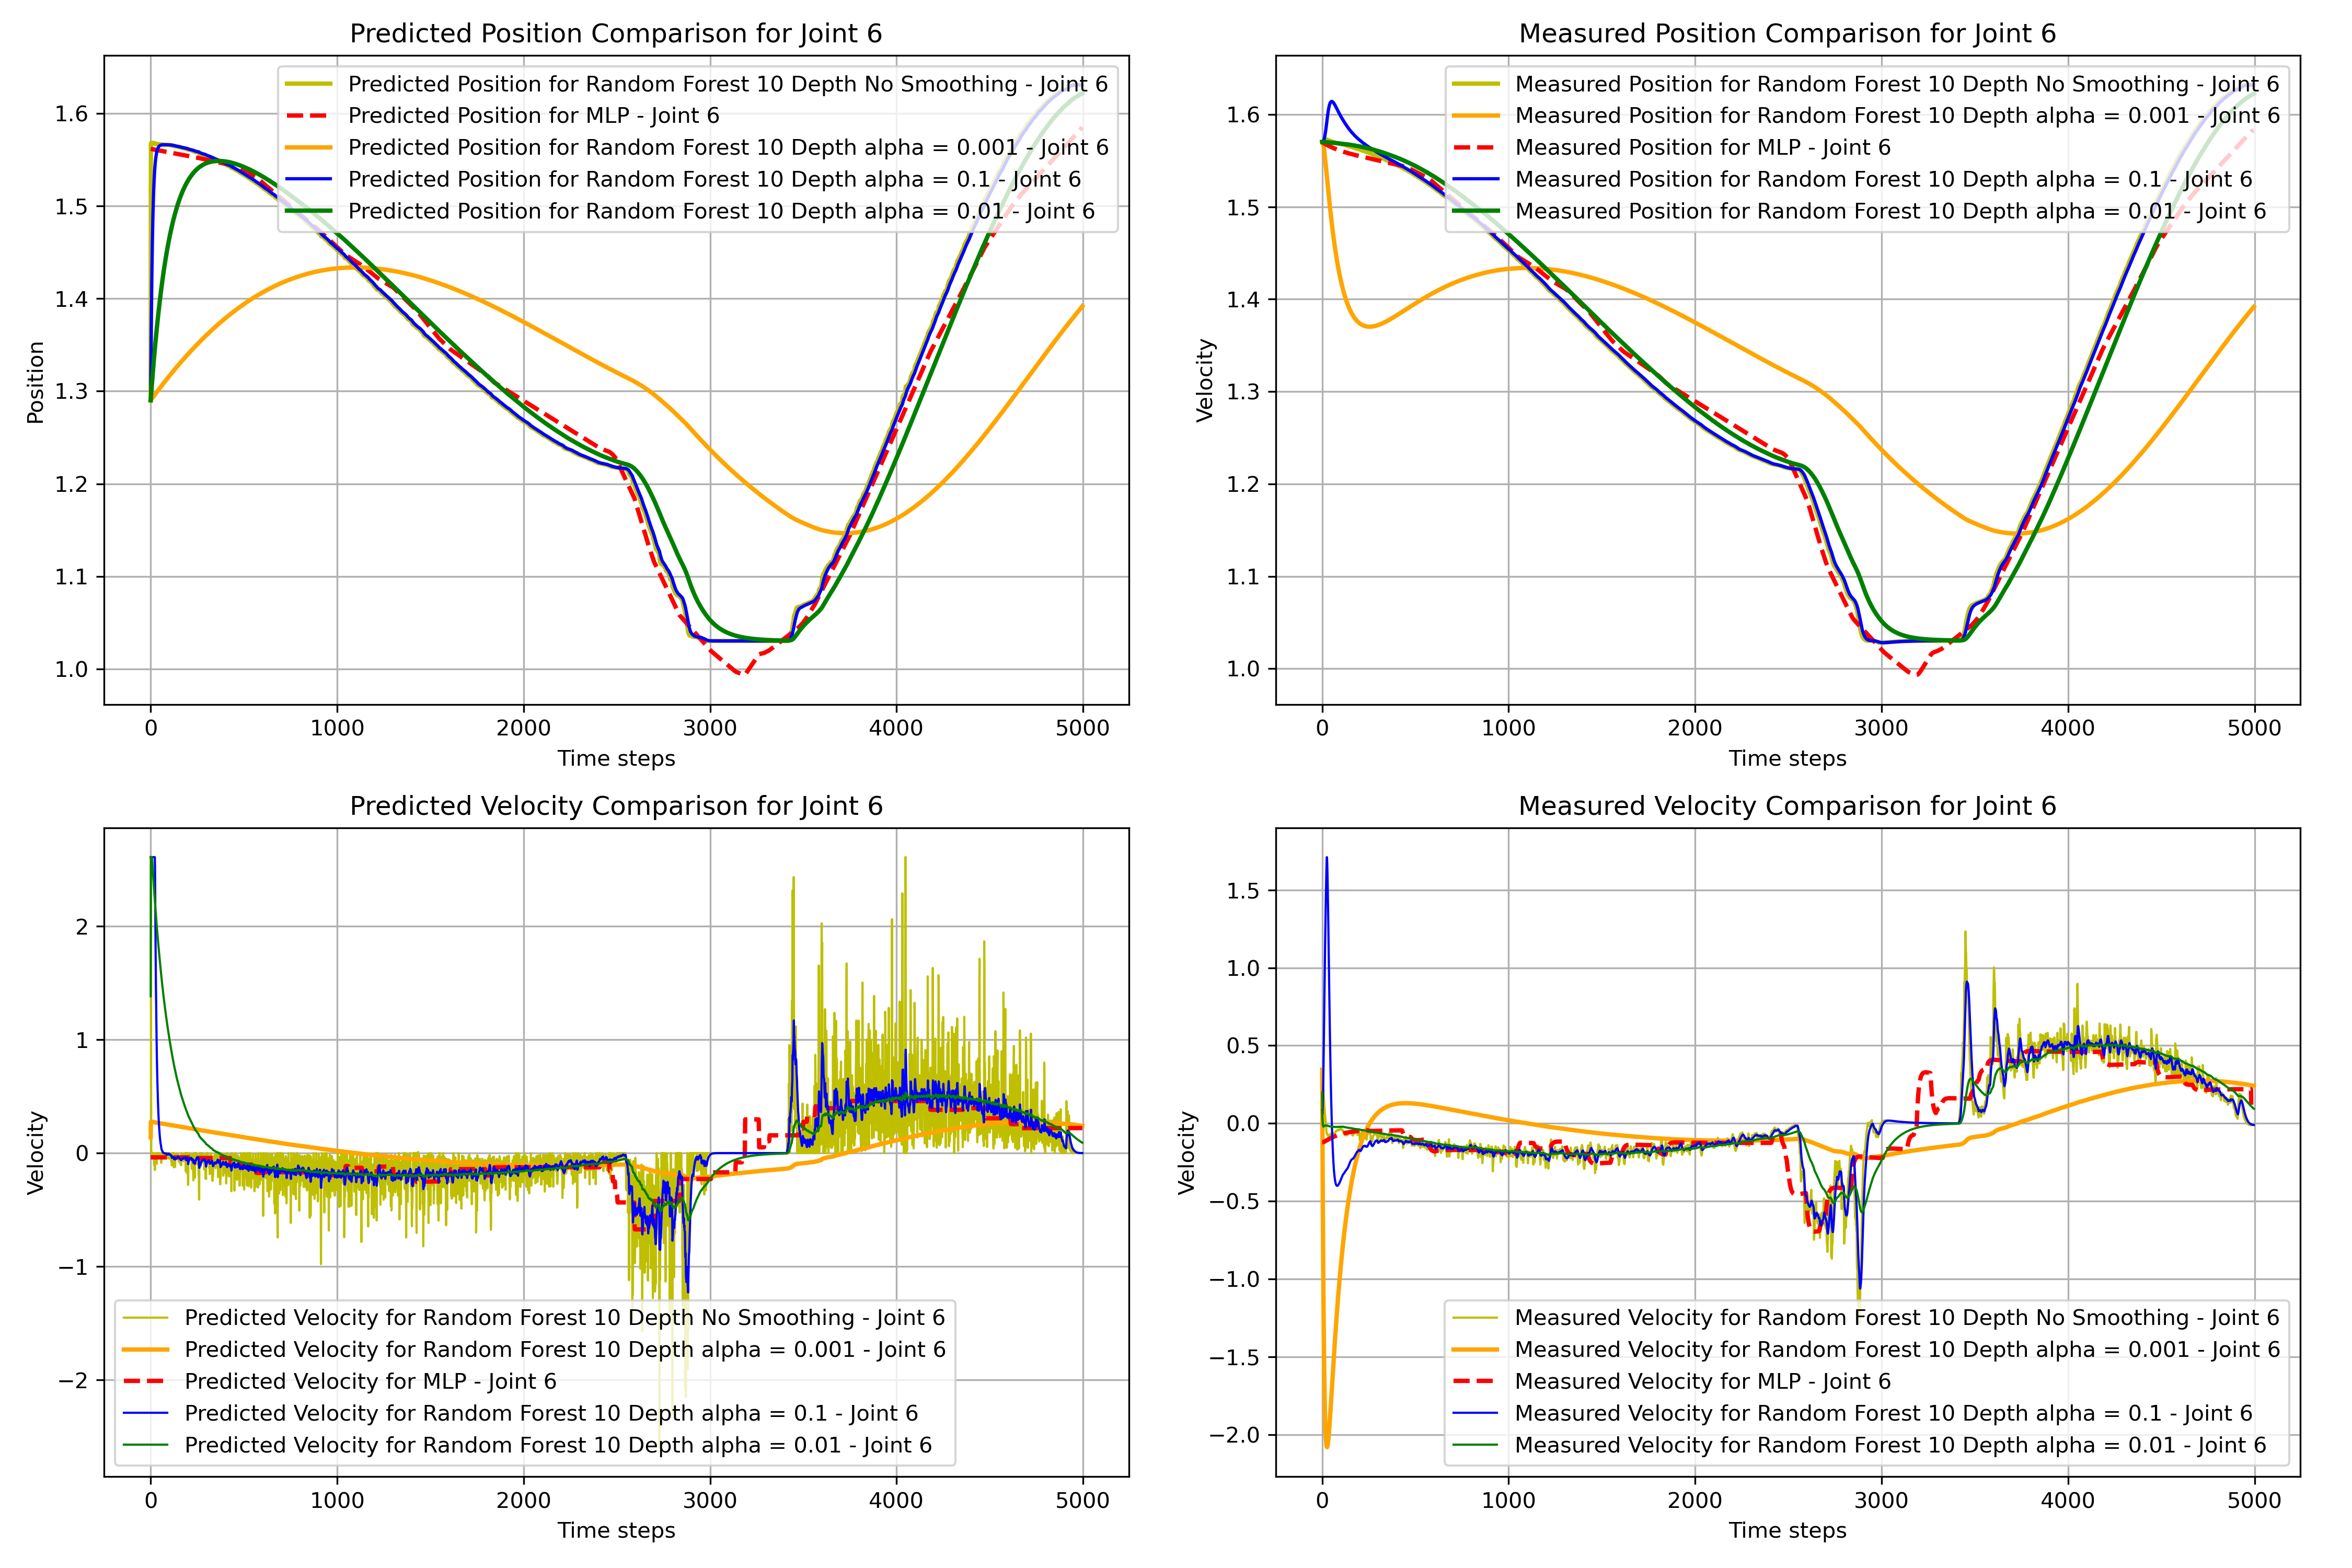 Predicted Position Comparison for Joint 6
Predicted Position for Random Forest 10 Depth No Smoothing - Joint 6
Predicted Position for MLP - Joint 6
Predicted Position for Random Forest 10 Depth alpha = 0.001 - Joint 6
Predicted Position for Random Forest 10 Depth alpha = 0.1 - Joint 6
Predicted Position for Random Forest 10 Depth alpha = 0.01 - Joint 6
Position
1.6
1.5
1.4
1.3
1.2
1.1
1.0
0 1000 2000 3000 4000 5000
Time steps
Measured Position Comparison for Joint 6
Measured Position for Random Forest 10 Depth No Smoothing - Joint 6
Measured Position for Random Forest 10 Depth alpha = 0.001 - Joint 6
Measured Position for MLP - Joint 6
Measured Position for Random Forest 10 Depth alpha = 0.1 - Joint 6
Measured Position for Random Forest 10 Depth alpha = 0.01 - Joint 6
Velocity
1.6
1.5
1.4
1.3
1.2
1.1
1.0
0 1000 2000 3000 4000 5000
Time steps
Predicted Velocity Comparison for Joint 6
Velocity
2
1
0
−1
−2
Predicted Velocity for Random Forest 10 Depth No Smoothing - Joint 6
Predicted Velocity for Random Forest 10 Depth alpha = 0.001 - Joint 6
Predicted Velocity for MLP - Joint 6
Predicted Velocity for Random Forest 10 Depth alpha = 0.1 - Joint 6
Predicted Velocity for Random Forest 10 Depth alpha = 0.01 - Joint 6
0 1000 2000 3000 4000 5000
Time steps
Measured Velocity Comparison for Joint 6
Velocity
1.5
1.0
0.5
0.0
−0.5
−1.0
−1.5
−2.0
Measured Velocity for Random Forest 10 Depth No Smoothing - Joint 6
Measured Velocity for Random Forest 10 Depth alpha = 0.001 - Joint 6
Measured Velocity for MLP - Joint 6
Measured Velocity for Random Forest 10 Depth alpha = 0.1 - Joint 6
Measured Velocity for Random Forest 10 Depth alpha = 0.01 - Joint 6
0 1000 2000 3000 4000 5000
Time steps